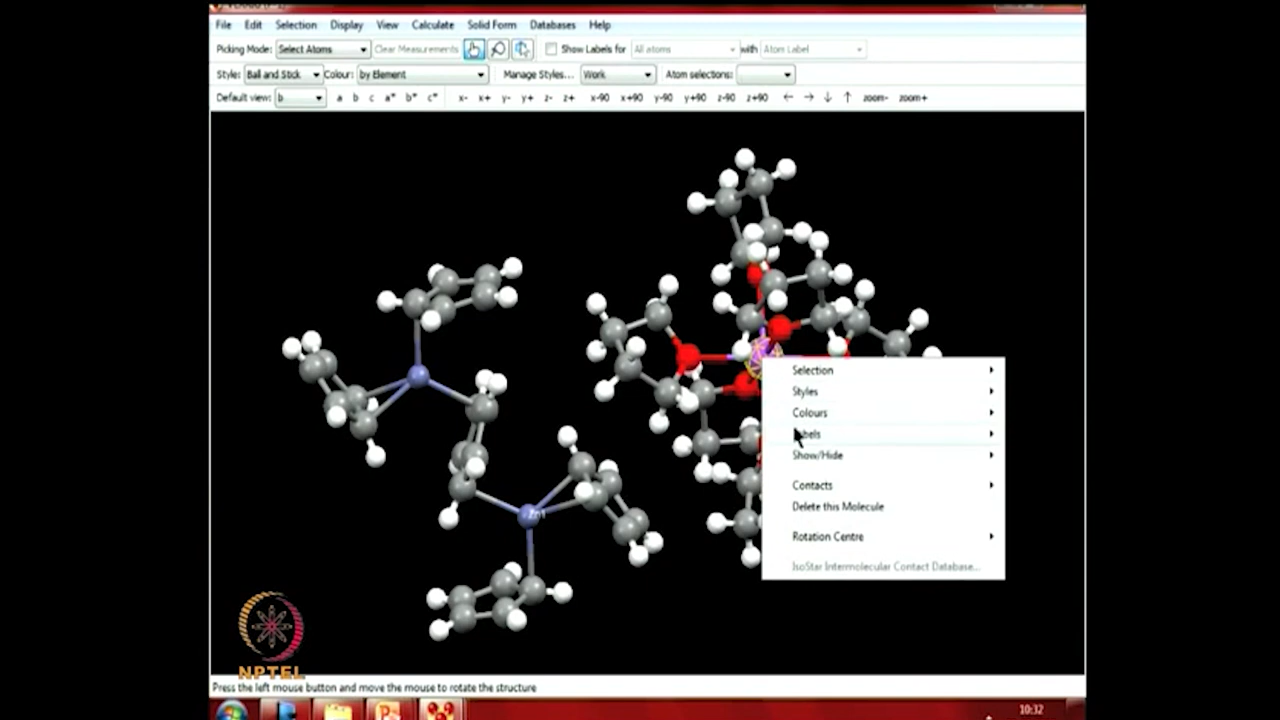 File Edit Selection Display View Calculate Solid Form Databases Help
Picking Mode: Select Atoms Clear Measurements Show Labels for All atoms with Atom Label
Style: Ball and Stick Colour: by Element Manage Styles... Work Atom selections:
Default view: b a b c a* b* c* x- x+ y- y+ z- z+ x-90 x+90 y-90 y+90 z-90 z+90 ← → ↓ ↑ zoom- zoom+
Selection
Styles
Colours
Show/Hide
Contacts
Delete this Molecule
Rotation Centre
IsoStar Intermolecular Contact Database...
Zn1
NPTEL
Press the left mouse button and move the mouse to rotate the structure
10:32